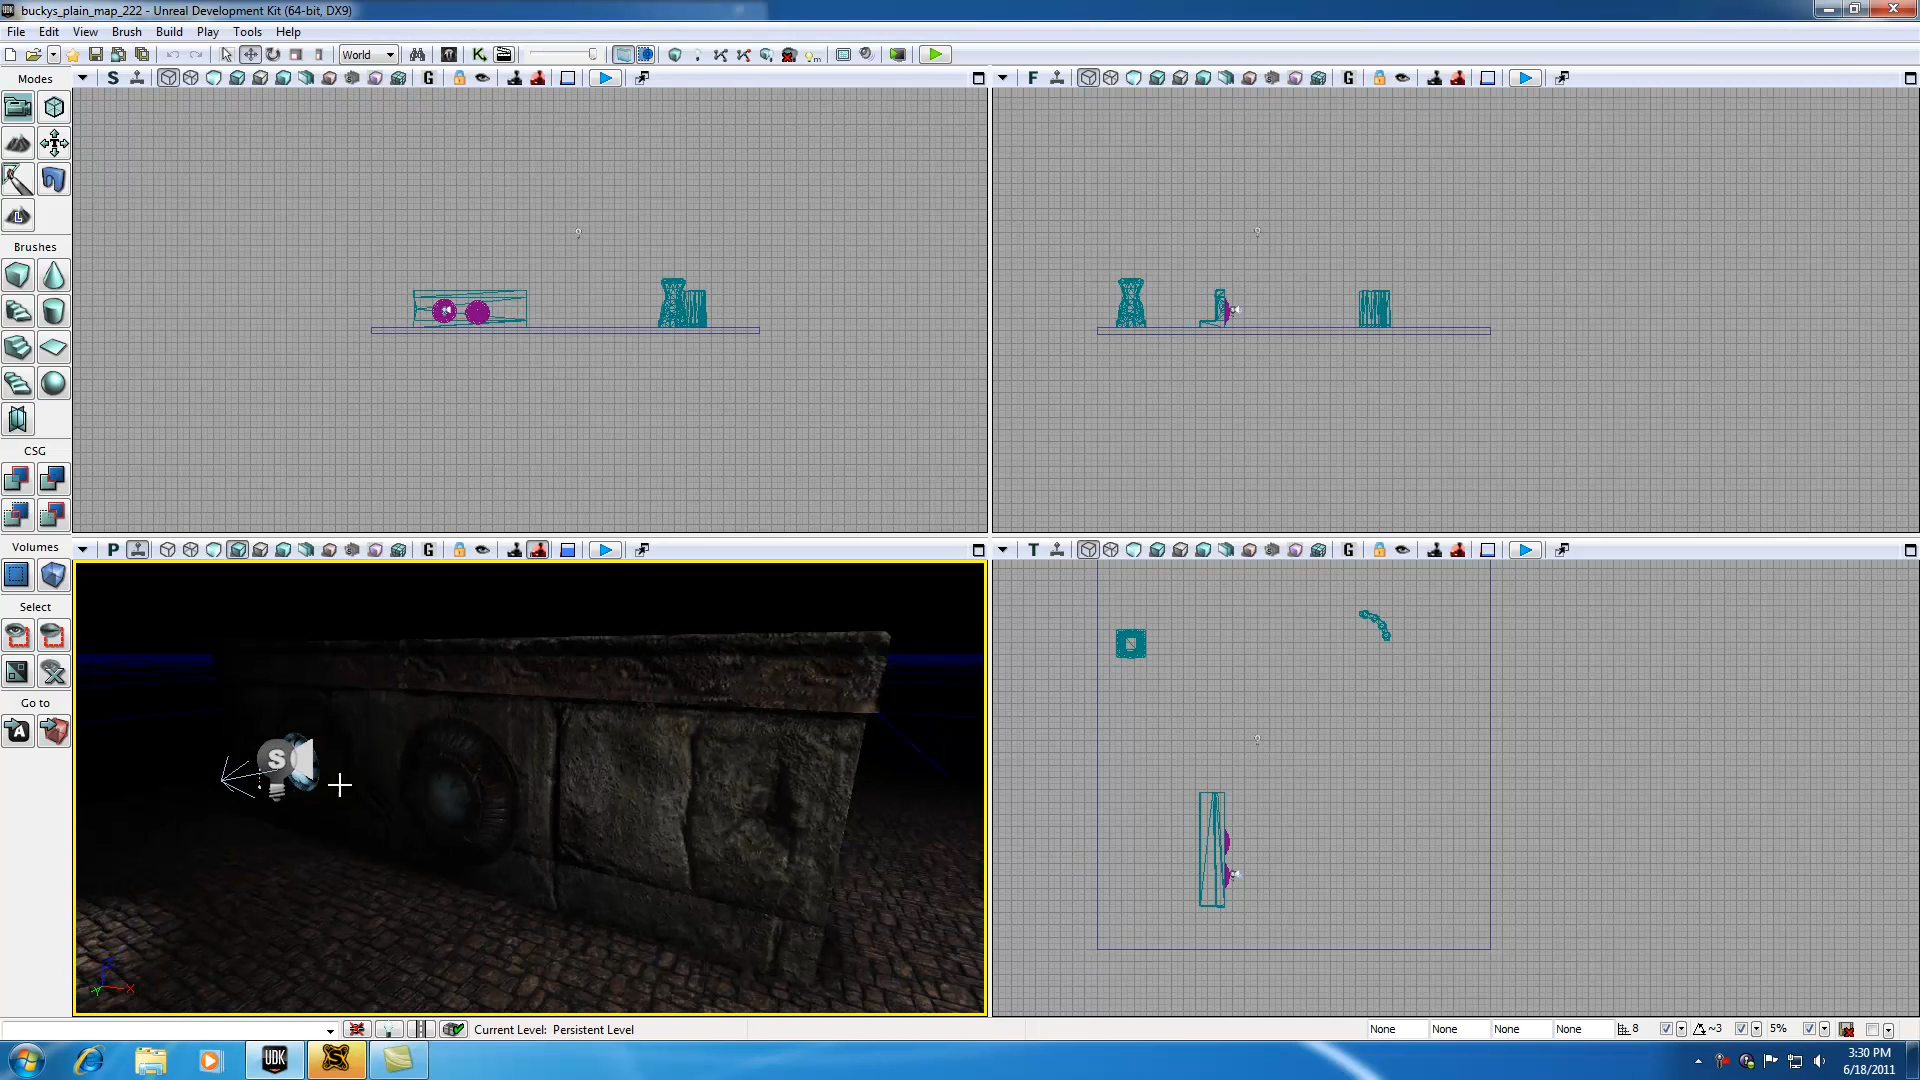 buckys_plain_map_222 - Unreal Development Kit (64-bit, DX9)
File Edit View Brush Build Play Tools Help
World
Modes
S G
F G
L
Brushes
CSG
Volumes
P G
T G
Select
Go to
A
S
Current Level: Persistent Level
None None None None 8 ~3 5%
UDK
3:30 PM
6/18/2011